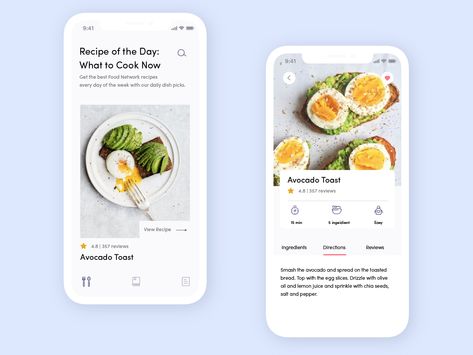 9:41
Recipe of the Day:
What to Cook Now
Get the best Food Network recipes
every day of the week with our daily dish picks.
View Recipe
4.8 | 357 reviews
Avocado Toast
9:41
Avocado Toast
4.8 | 357 reviews
15 min
5 ingredient
Easy
Ingredients
Directions
Reviews
Smash the avocado and spread on the toasted
bread. Top with the egg slices. Drizzle with olive
oil and lemon juice and sprinkle with chia seeds,
salt and pepper.